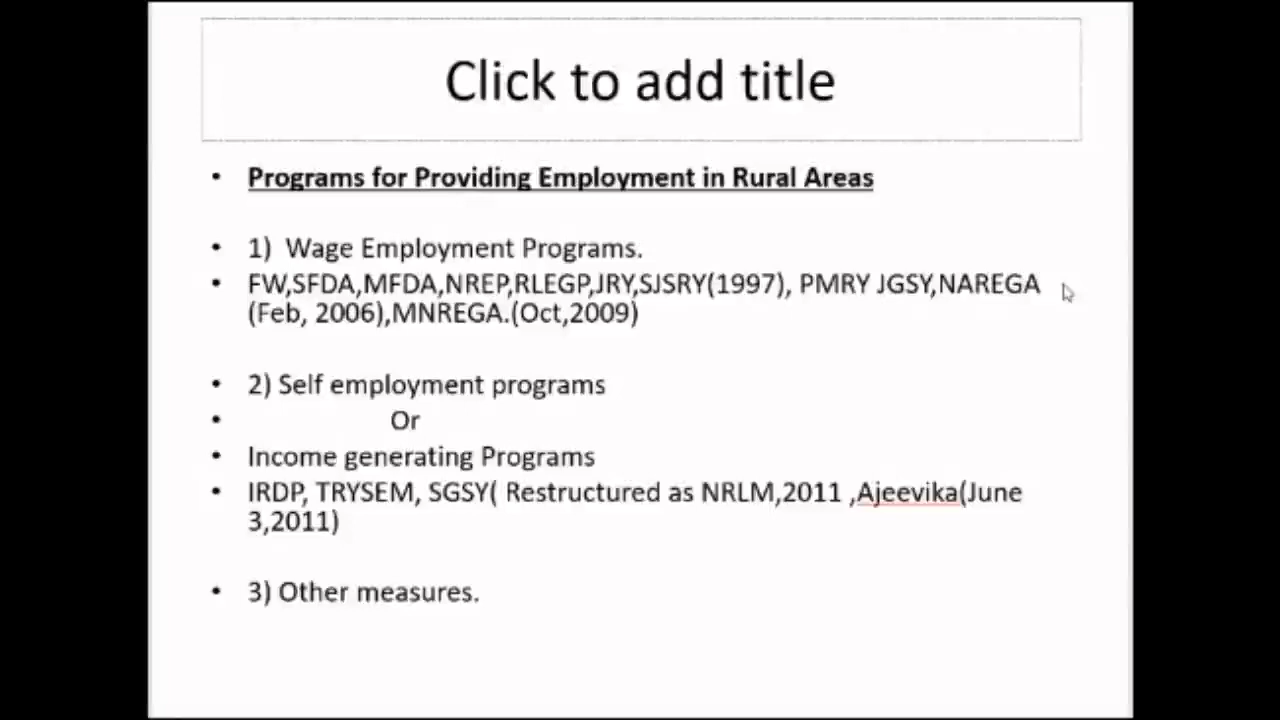 Click to add title
• Programs for Providing Employment in Rural Areas
• 1)  Wage Employment Programs.
• FW,SFDA,MFDA,NREP,RLEGP,JRY,SJSRY(1997), PMRY JGSY,NAREGA
(Feb, 2006),MNREGA.(Oct,2009)
• 2) Self employment programs
• Or
• Income generating Programs
• IRDP, TRYSEM, SGSY( Restructured as NRLM,2011 ,Ajeevika(June
3,2011)
• 3) Other measures.